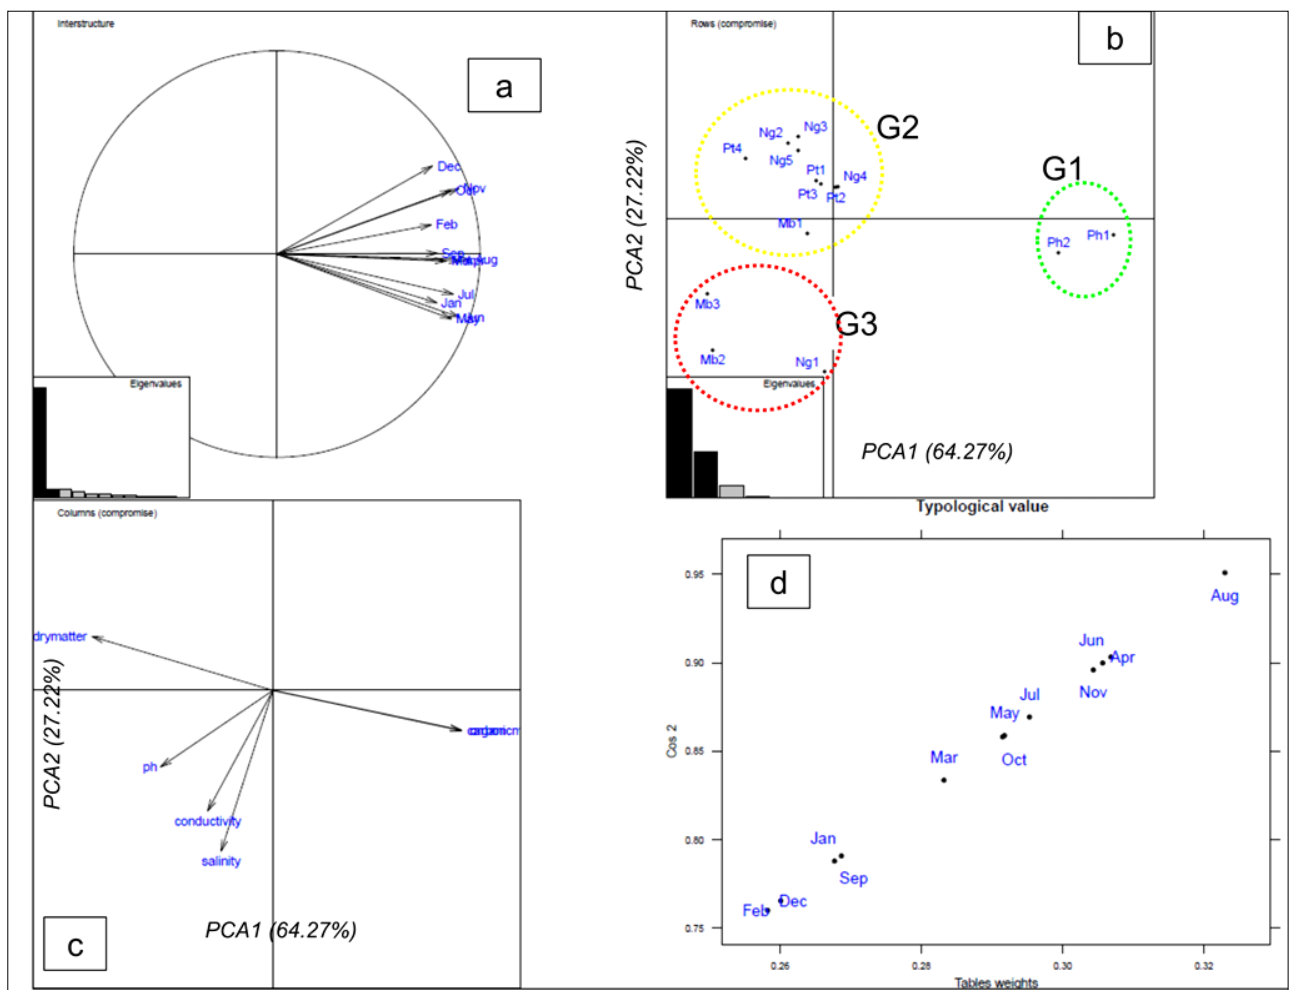 Interstructure
a
Dec
Nov
Oct
Feb
Sep
Aug
Jul
Jan
Jun
May
Eigenvalues
Rows (compromise)
b
G2
Ng3
Ng2
Pt4
Ng5
Pt1
Ng4
Pt3
Pt2
Mb1
G1
Ph2
Ph1
Mb3
G3
Mb2
Ng1
Eigenvalues
PCA2 (27.22%)
PCA1 (64.27%)
Columns (compromise)
drymatter
ph
conductivity
salinity
PCA2 (27.22%)
PCA1 (64.27%)
c
Typological value
d
0.95
0.90
0.85
0.80
0.75
Cos 2
Aug
Jun
Apr
Nov
Jul
May
Oct
Mar
Jan
Sep
Feb
Dec
0.26
0.28
0.30
0.32
Tables weights